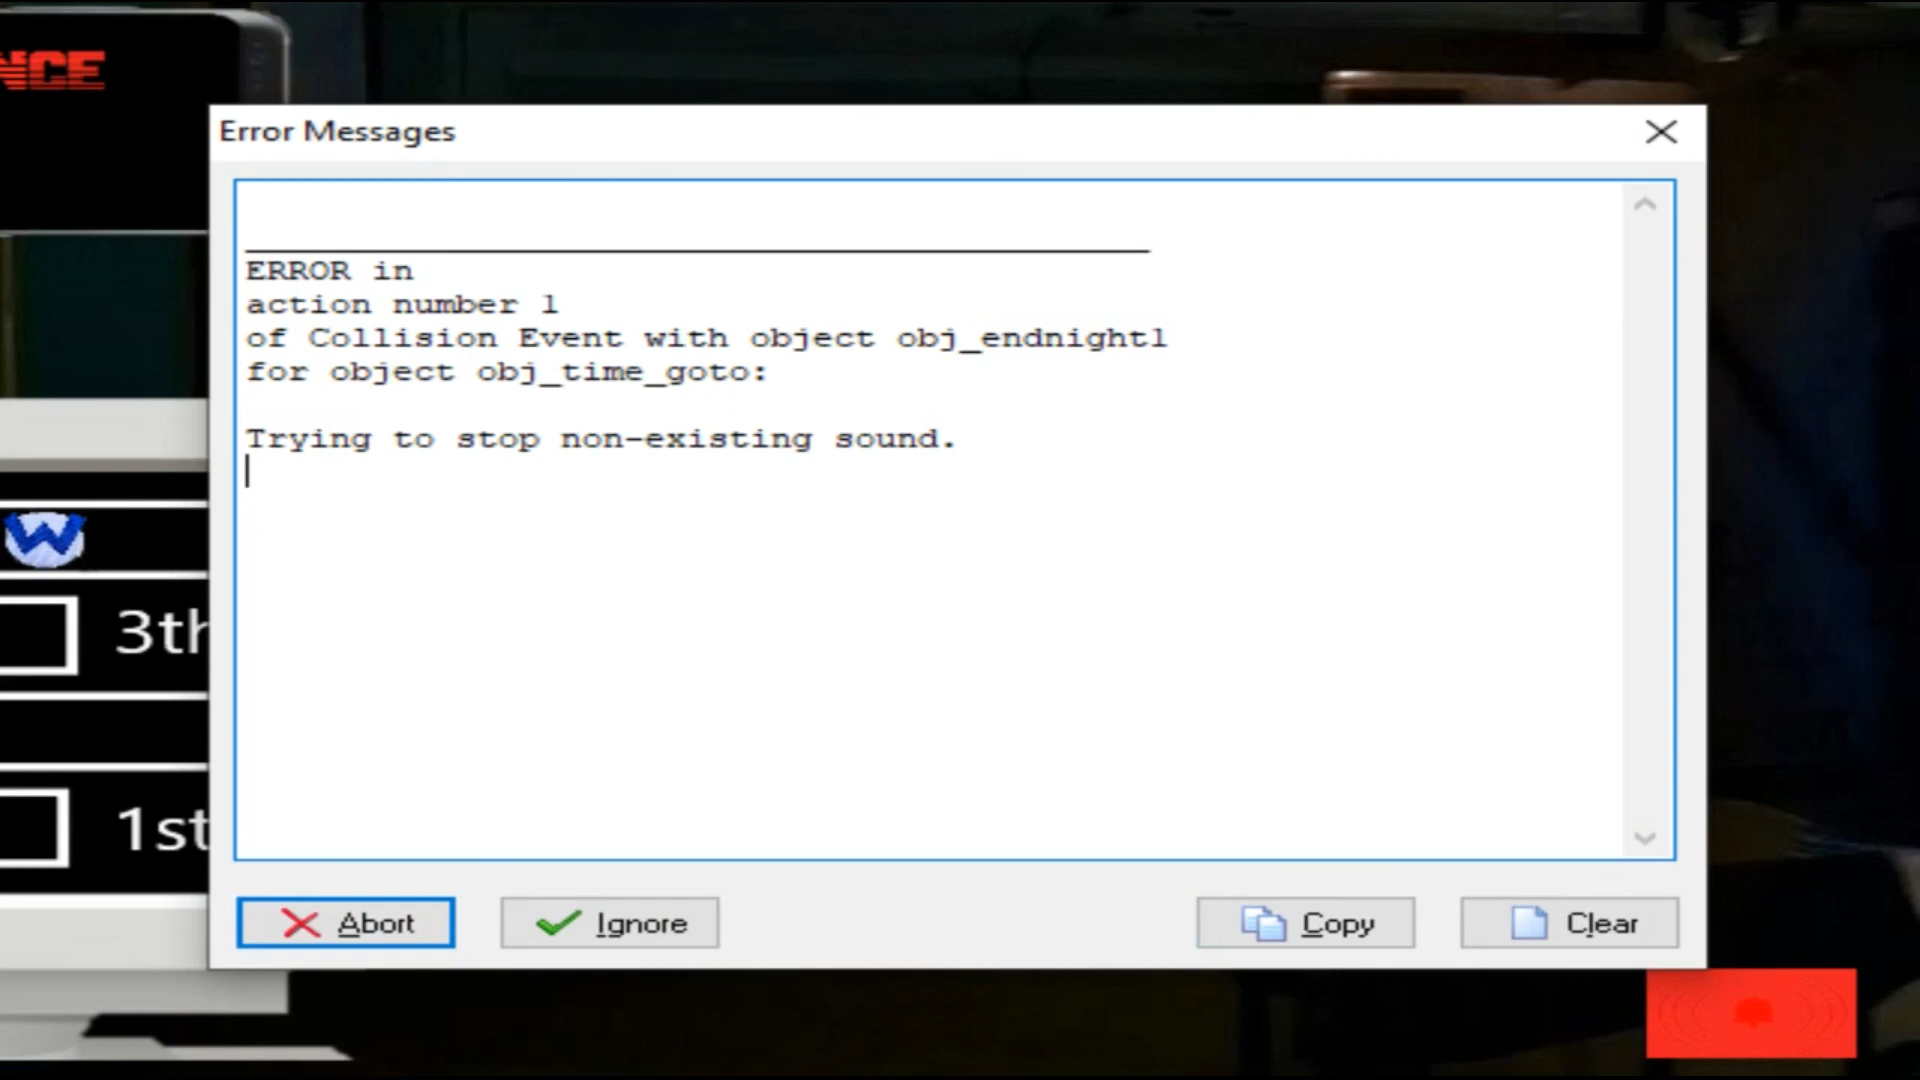 NCE
Error Messages
ERROR in
action number 1
of Collision Event with object obj_endnight1
for object obj_time_goto:
Trying to stop non-existing sound.
W
3th
1st
Abort
Ignore
Copy
Clear